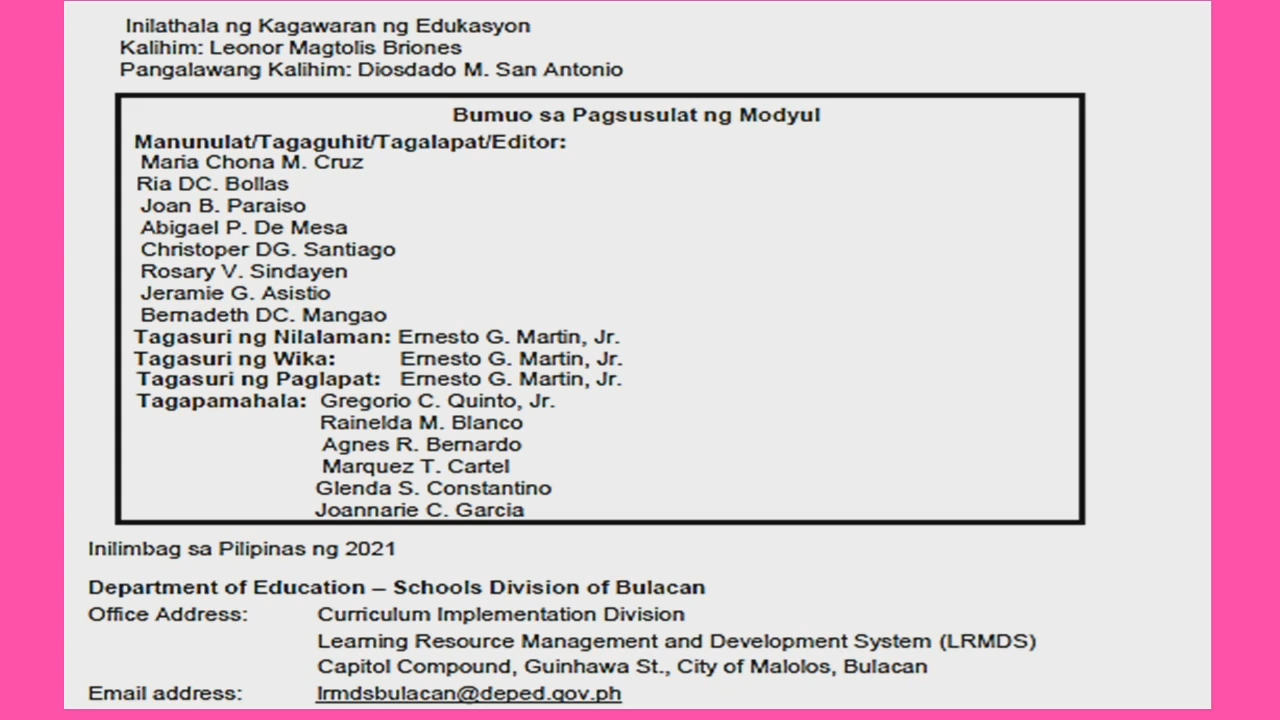 Inilathala ng Kagawaran ng Edukasyon
Kalihim: Leonor Magtolis Briones
Pangalawang Kalihim: Diosdado M. San Antonio
Bumuo sa Pagsusulat ng Modyul
Manunulat/Tagaguhit/Tagalapat/Editor:
Maria Chona M. Cruz
Ria DC. Bollas
Joan B. Paraiso
Abigael P. De Mesa
Christoper DG. Santiago
Rosary V. Sindayen
Jeramie G. Asistio
Bernadeth DC. Mangao
Tagasuri ng Nilalaman: Ernesto G. Martin, Jr.
Tagasuri ng Wika: Ernesto G. Martin, Jr.
Tagasuri ng Paglapat: Ernesto G. Martin, Jr.
Tagapamahala: Gregorio C. Quinto, Jr.
Rainelda M. Blanco
Agnes R. Bernardo
Marquez T. Cartel
Glenda S. Constantino
Joannarie C. Garcia
Inilimbag sa Pilipinas ng 2021
Department of Education – Schools Division of Bulacan
Office Address: Curriculum Implementation Division
Learning Resource Management and Development System (LRMDS)
Capitol Compound, Guinhawa St., City of Malolos, Bulacan
Email address: lrmdsbulacan@deped.gov.ph